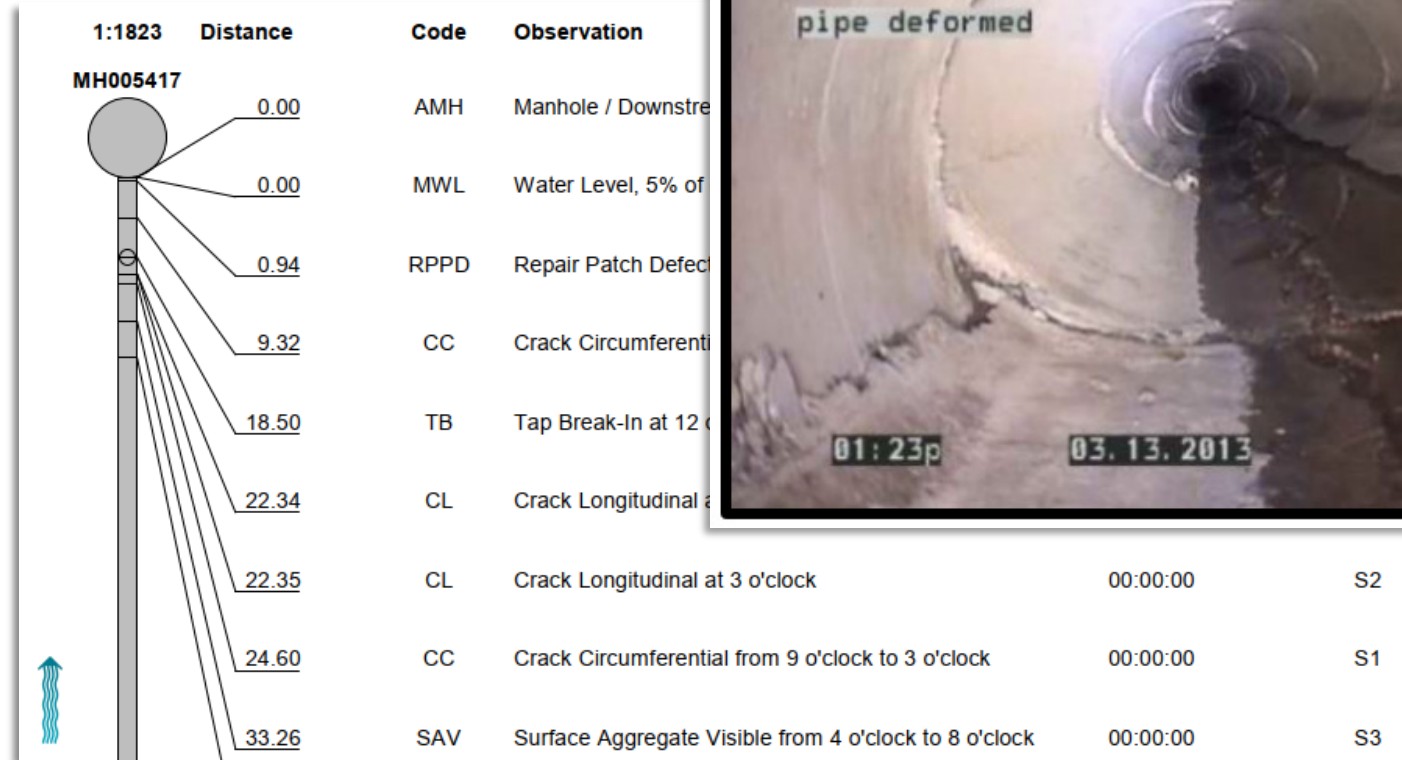 1:1823 Distance Code Observation
MH005417
0.00 AMH Manhole / Downstre
0.00 MWL Water Level, 5% of
0.94 RPPD Repair Patch Defect
9.32 CC Crack Circumferenti
18.50 TB Tap Break-In at 12
22.34 CL Crack Longitudinal
22.35 CL Crack Longitudinal at 3 o'clock 00:00:00 S2
24.60 CC Crack Circumferential from 9 o'clock to 3 o'clock 00:00:00 S1
33.26 SAV Surface Aggregate Visible from 4 o'clock to 8 o'clock 00:00:00 S3
pipe deformed
01:23p 03.13.2013